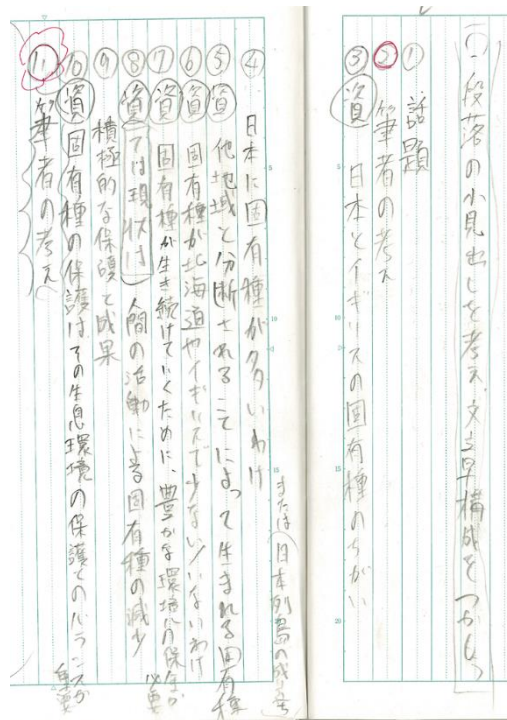 ○段落の小見出しを考え、文章構成をつかもう
① 話題
② 筆者の考え
③ 資 日本とイギリスの固有種のちがい
④ 日本に固有種が多いわけ
または(日本列島の成り立ち)
⑤ 資 他地域と分断されることによって生まれる固有種
⑥ 資 固有種が北海道やイギリスで少ない/いないわけ
⑦ 資 固有種が生き続けていくために、豊かな環境の保全が必要
⑧ 資 では現状は 人間の活動による固有種の減少
⑨ 積極的な保護と成果
⑩ 資 固有種の保護はその生息環境の保護とのバランスが重要
⑪ 筆者の考え